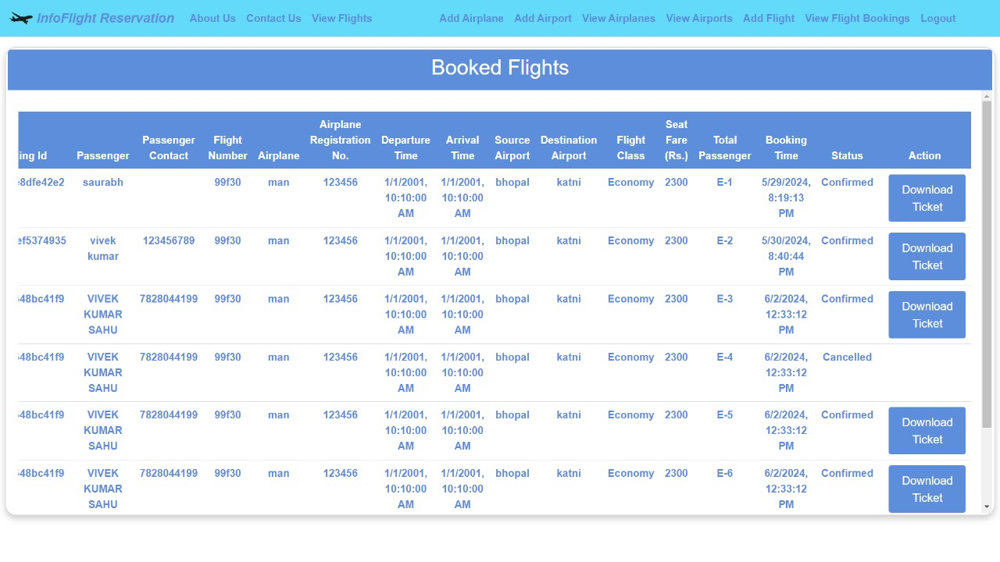 InfoFlight Reservation About Us Contact Us View Flights Add Airplane Add Airport View Airplanes View Airports Add Flight View Flight Bookings Logout
Booked Flights
Airplane Seat
Passenger Flight Registration Departure Arrival Source Destination Flight Fare Total Booking
ing Id Passenger Contact Number Airplane No. Time Time Airport Airport Class (Rs.) Passenger Time Status Action
e8dfe42e2 saurabh 99f30 man 123456 1/1/2001, 1/1/2001, bhopal katni Economy 2300 E-1 5/29/2024, Confirmed Download
10:10:00 10:10:00 8:19:13 Ticket
AM AM PM
ef5374935 vivek 123456789 99f30 man 123456 1/1/2001, 1/1/2001, bhopal katni Economy 2300 E-2 5/30/2024, Confirmed Download
kumar 10:10:00 10:10:00 8:40:44 Ticket
AM AM PM
48bc41f9 VIVEK 7828044199 99f30 man 123456 1/1/2001, 1/1/2001, bhopal katni Economy 2300 E-3 6/2/2024, Confirmed Download
KUMAR 10:10:00 10:10:00 12:33:12 Ticket
SAHU AM AM PM
48bc41f9 VIVEK 7828044199 99f30 man 123456 1/1/2001, 1/1/2001, bhopal katni Economy 2300 E-4 6/2/2024, Cancelled
KUMAR 10:10:00 10:10:00 12:33:12
SAHU AM AM PM
48bc41f9 VIVEK 7828044199 99f30 man 123456 1/1/2001, 1/1/2001, bhopal katni Economy 2300 E-5 6/2/2024, Confirmed Download
KUMAR 10:10:00 10:10:00 12:33:12 Ticket
SAHU AM AM PM
48bc41f9 VIVEK 7828044199 99f30 man 123456 1/1/2001, 1/1/2001, bhopal katni Economy 2300 E-6 6/2/2024, Confirmed Download
KUMAR 10:10:00 10:10:00 12:33:12 Ticket
SAHU AM AM PM